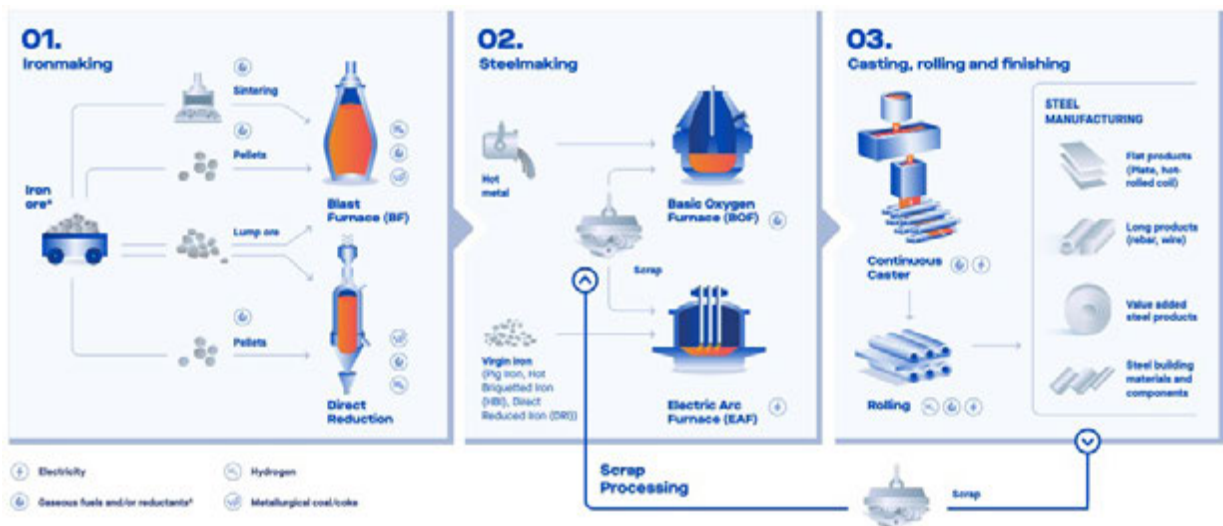 01.
Ironmaking
Sintering
Pellets
Iron
ore*
Blast
Furnace (BF)
Lump ore
Pellets
Direct
Reduction
02.
Steelmaking
Hot
metal
Basic Oxygen
Furnace (BOF)
Scrap
Virgin iron
(Pig Iron, Hot
Briquetted Iron
(HBI), Direct
Reduced Iron (DRI))
Electric Arc
Furnace (EAF)
03.
Casting, rolling and finishing
Continuous
Caster
Rolling
STEEL
MANUFACTURING
Flat products
(Plate, hot-
rolled coil)
Long products
(rebar, wire)
Value added
steel products
Steel building
materials and
components
Electricity
Hydrogen
Gaseous fuels and/or reductants
Metallurgical coal/coke
Scrap
Processing
Scrap